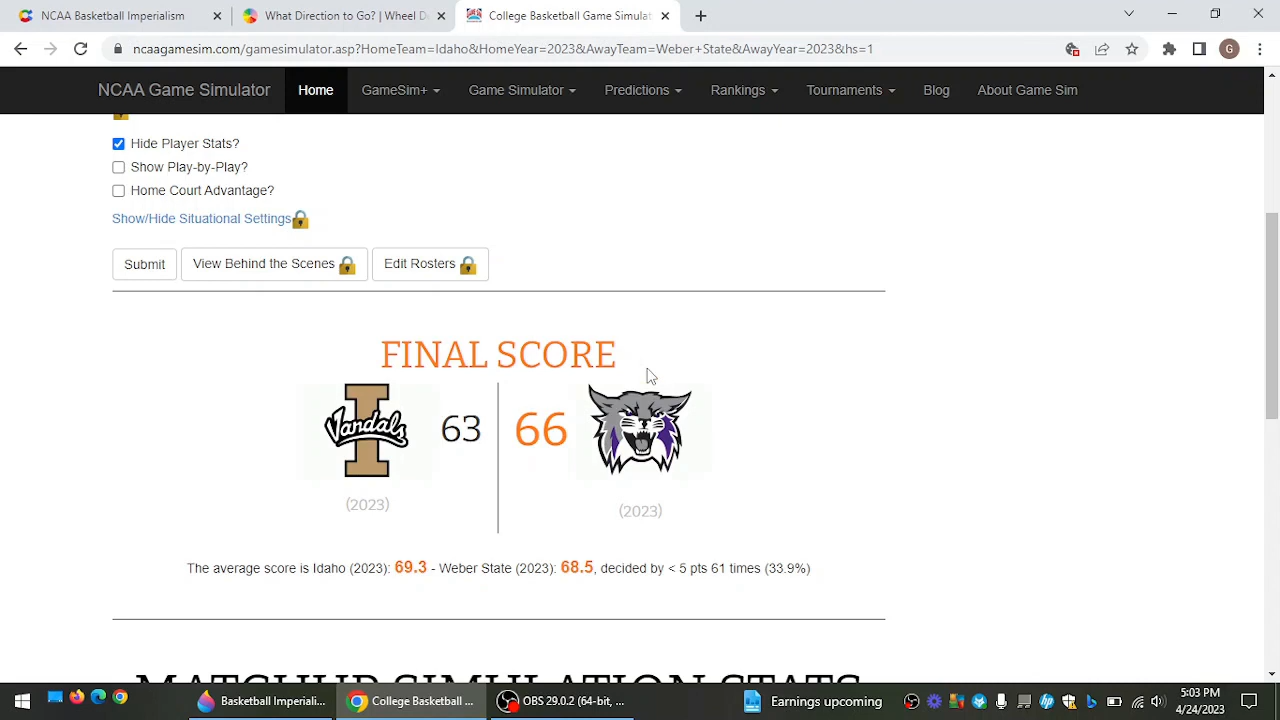 NCAA Basketball Imperialism
What Direction to Go? | Wheel D
College Basketball Game Simulat
ncaagamesim.com/gamesimulator.asp?HomeTeam=Idaho&HomeYear=2023&AwayTeam=Weber+State&AwayYear=2023&hs=1
G
NCAA Game Simulator Home GameSim+ Game Simulator Predictions Rankings Tournaments Blog About Game Sim
Hide Player Stats?
Show Play-by-Play?
Home Court Advantage?
Show/Hide Situational Settings
Submit View Behind the Scenes Edit Rosters
FINAL SCORE
Vandals 63 66
(2023) (2023)
The average score is Idaho (2023): 69.3 - Weber State (2023): 68.5, decided by < 5 pts 61 times (33.9%)
MATCHUP SIMULATION STATS
Basketball Imperiali... College Basketball ... OBS 29.0.2 (64-bit, ... Earnings upcoming 5:03 PM
4/24/2023